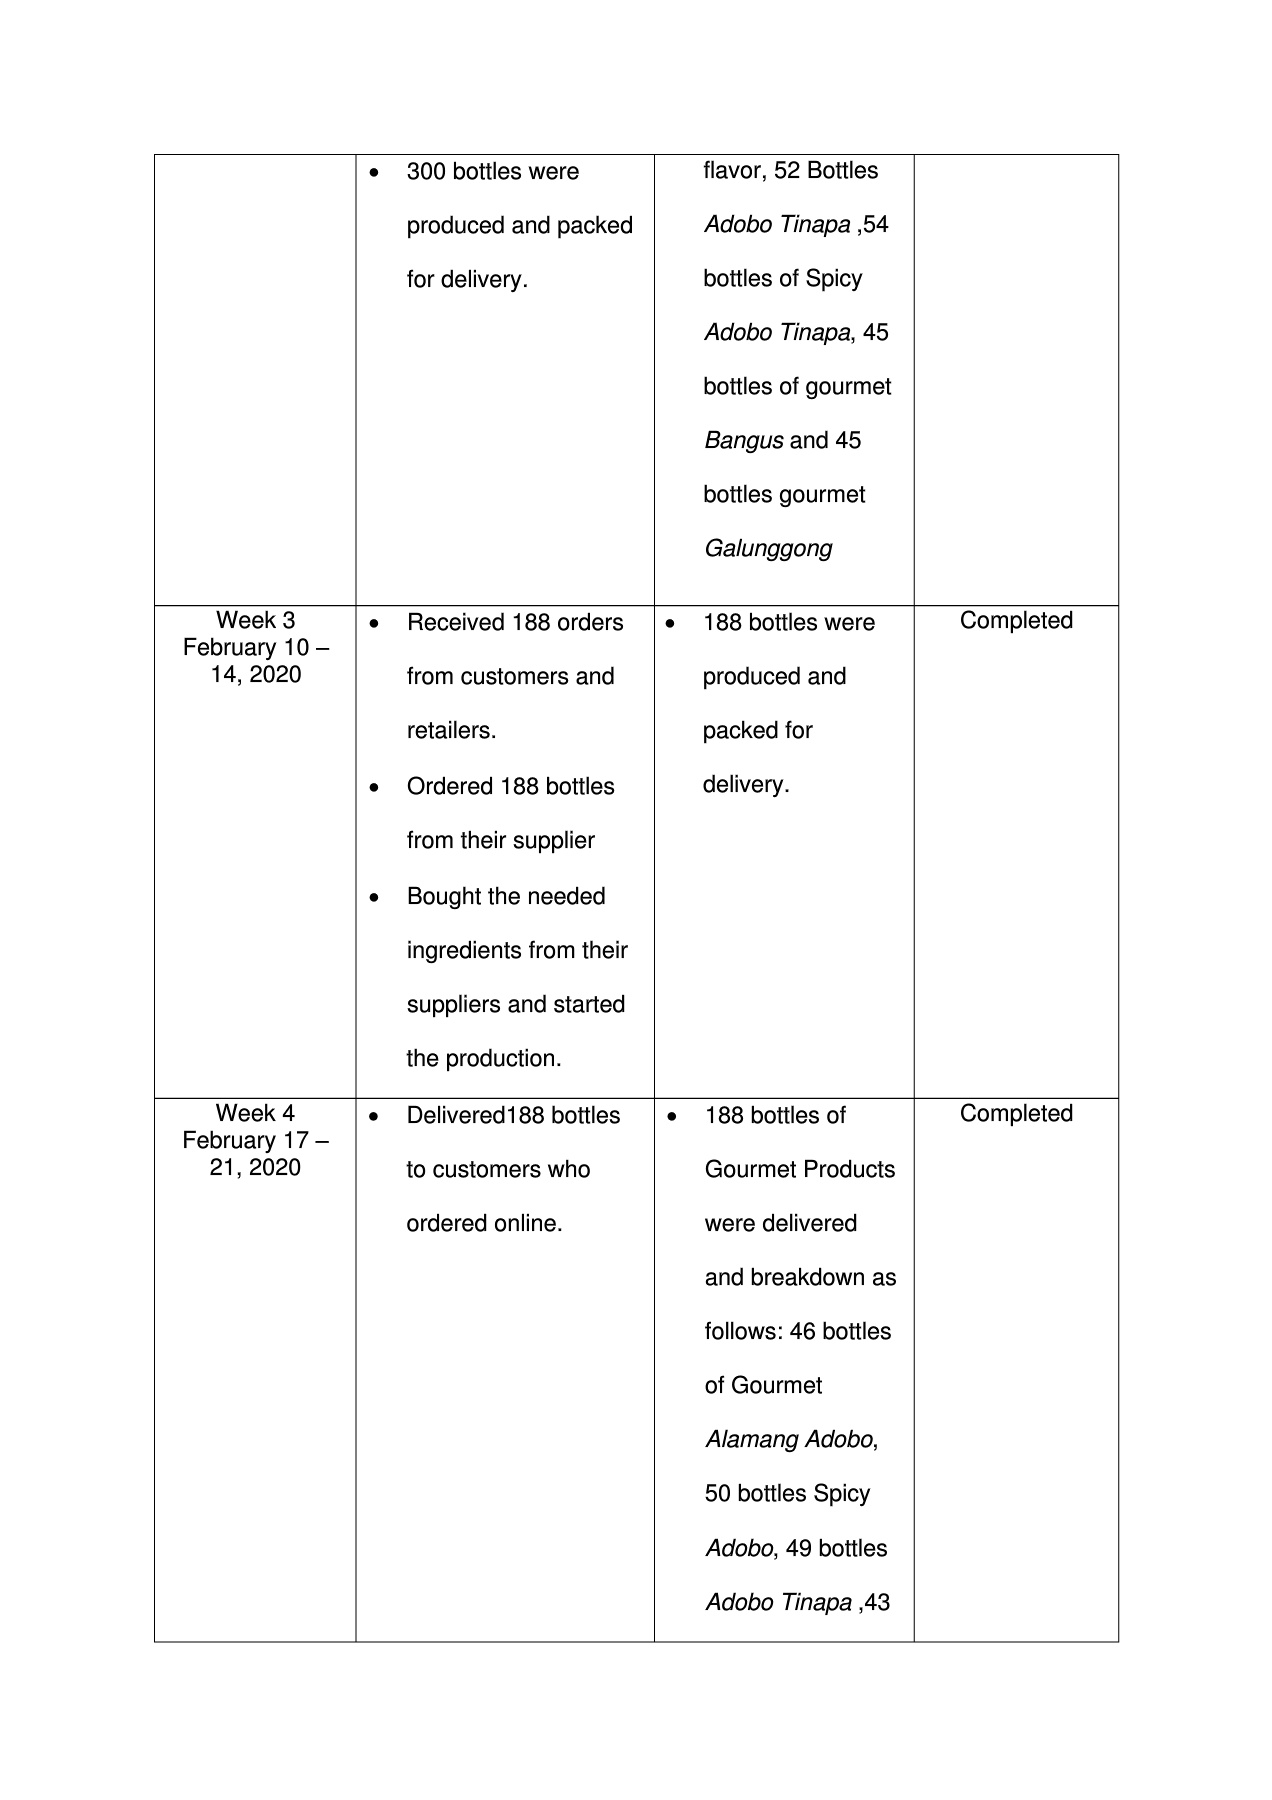 • 300 bottles were
produced and packed
for delivery.
flavor, 52 Bottles
Adobo Tinapa ,54
bottles of Spicy
Adobo Tinapa, 45
bottles of gourmet
Bangus and 45
bottles gourmet
Galunggong
Week 3
February 10 –
14, 2020
• Received 188 orders
from customers and
retailers.
• Ordered 188 bottles
from their supplier
• Bought the needed
ingredients from their
suppliers and started
the production.
• 188 bottles were
produced and
packed for
delivery.
Completed
Week 4
February 17 –
21, 2020
• Delivered188 bottles
to customers who
ordered online.
• 188 bottles of
Gourmet Products
were delivered
and breakdown as
follows: 46 bottles
of Gourmet
Alamang Adobo,
50 bottles Spicy
Adobo, 49 bottles
Adobo Tinapa ,43
Completed